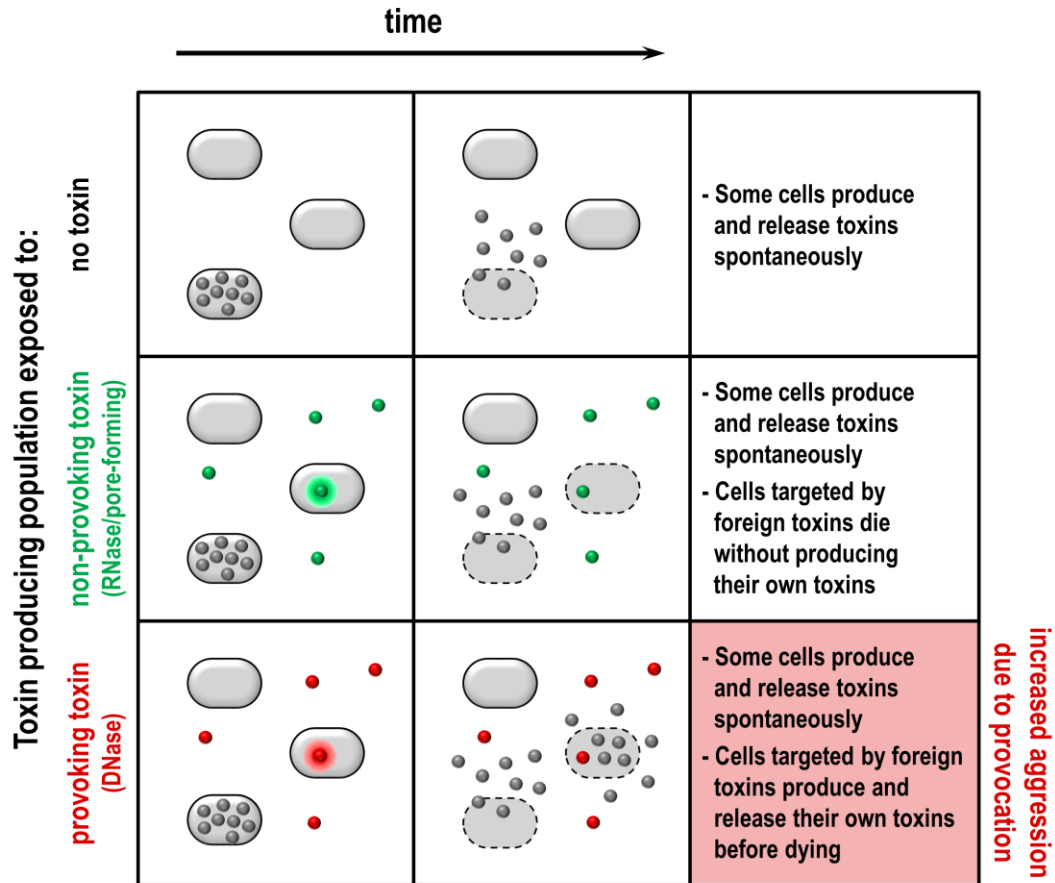 time
Toxin producing population exposed to:
no toxin
- Some cells produce
and release toxins
spontaneously
non-provoking toxin
(RNase/pore-forming)
- Some cells produce
and release toxins
spontaneously
- Cells targeted by
foreign toxins die
without producing
their own toxins
provoking toxin
(DNase)
- Some cells produce
and release toxins
spontaneously
- Cells targeted by foreign
toxins produce and
release their own toxins
before dying
increased aggression
due to provocation